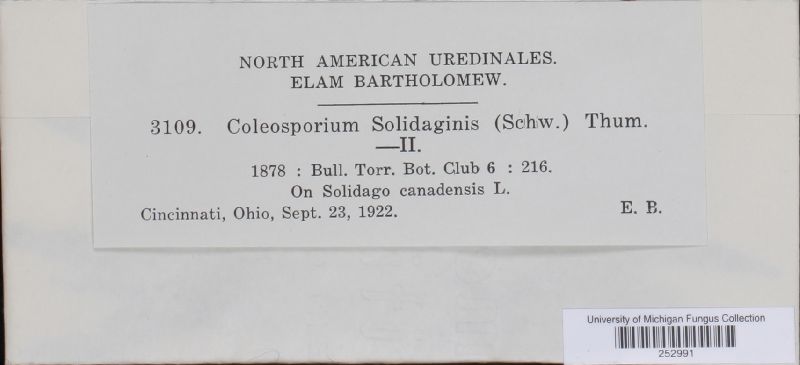 NORTH AMERICAN UREDINALES.
ELAM BARTHOLOMEW.
3109. Coleosporium Solidaginis (Schw.) Thum.
—II.
1878 : Bull. Torr. Bot. Club 6 : 216.
On Solidago canadensis L.
Cincinnati, Ohio, Sept. 23, 1922. E. B.
University of Michigan Fungus Collection
252991